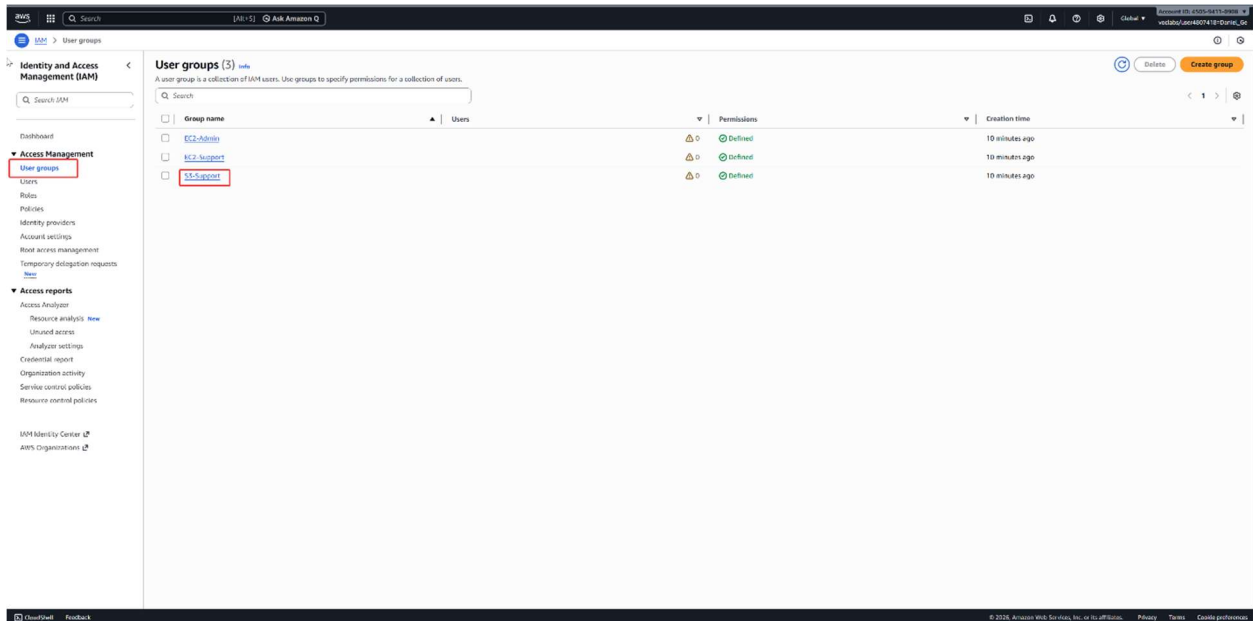 aws
Search
[Alt+S]
Ask Amazon Q
Global ▼
IAM > User groups
Identity and Access Management (IAM)
Search IAM
Dashboard
Access Management
User groups
Users
Roles
Policies
Identity providers
Account settings
Root access management
Temporary delegation requests
New
Access reports
Access Analyzer
Resource analysis New
Unused access
Analyzer settings
Credential report
Organization activity
Service control policies
Resource control policies
IAM Identity Center
AWS Organizations
User groups (3) Info
A user group is a collection of IAM users. Use groups to specify permissions for a collection of users.
Delete
Create group
Search
1
Group name Users Permissions Creation time
EC2-Admin 0 Defined 10 minutes ago
EC2-Support 0 Defined 10 minutes ago
S3-Support 0 Defined 10 minutes ago
CloudShell Feedback
© 2026, Amazon Web Services, Inc. or its affiliates. Privacy Terms Cookie preferences